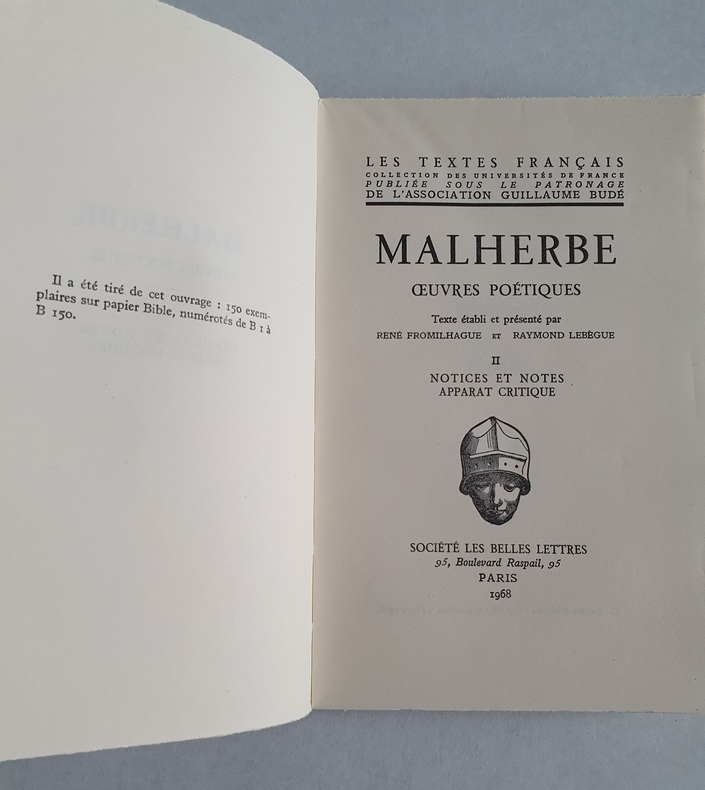 Il a été tiré de cet ouvrage : 150 exem-
plaires sur papier Bible, numérotés de B 1 à
B 150.
LES TEXTES FRANÇAIS
COLLECTION DES UNIVERSITÉS DE FRANCE
PUBLIÉE SOUS LE PATRONAGE
DE L'ASSOCIATION GUILLAUME BUDÉ
MALHERBE
ŒUVRES POÉTIQUES
Texte établi et présenté par
RENÉ FROMILHAGUE ET RAYMOND LEBÈGUE
II
NOTICES ET NOTES
APPARAT CRITIQUE
SOCIÉTÉ LES BELLES LETTRES
95, Boulevard Raspail, 95
PARIS
1968